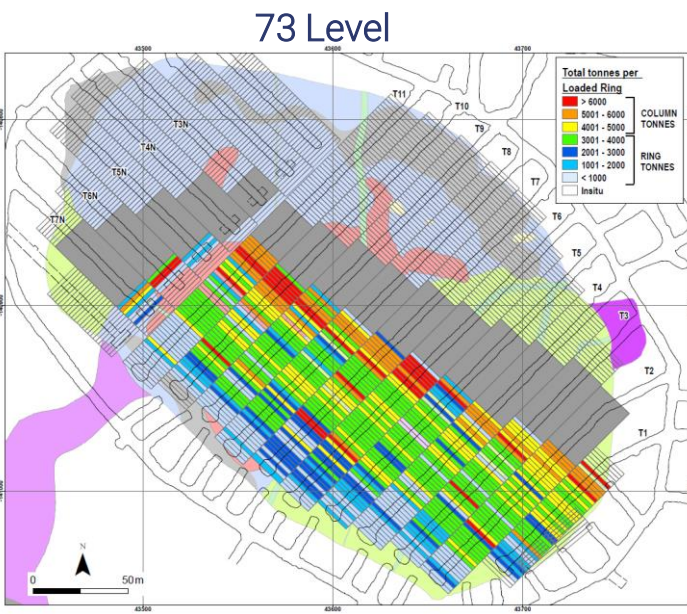 73 Level
43500
43600
43700
T11
T10
T9
T8
T7
T6
T5
T4
T3
T2
T1
T3N
T4N
T5N
T6N
T7N
Total tonnes per
Loaded Ring
> 6000
5001 - 6000
4001 - 5000
3001 - 4000
2001 - 3000
1001 - 2000
< 1000
Insitu
COLUMN
TONNES
RING
TONNES
N
0 50m
43500
43600
43700